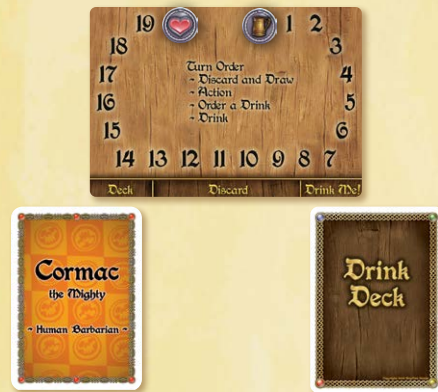 19 1 2
18 3
17 4
16 5
15 6
14 13 12 11 10 9 8 7
Turn Order
~ Discard and Draw
~ Action
~ Order a Drink
~ Drink
Deck Discard Drink Me!
Cormac
the Mighty
~ Human Barbarian ~
Drink
Deck